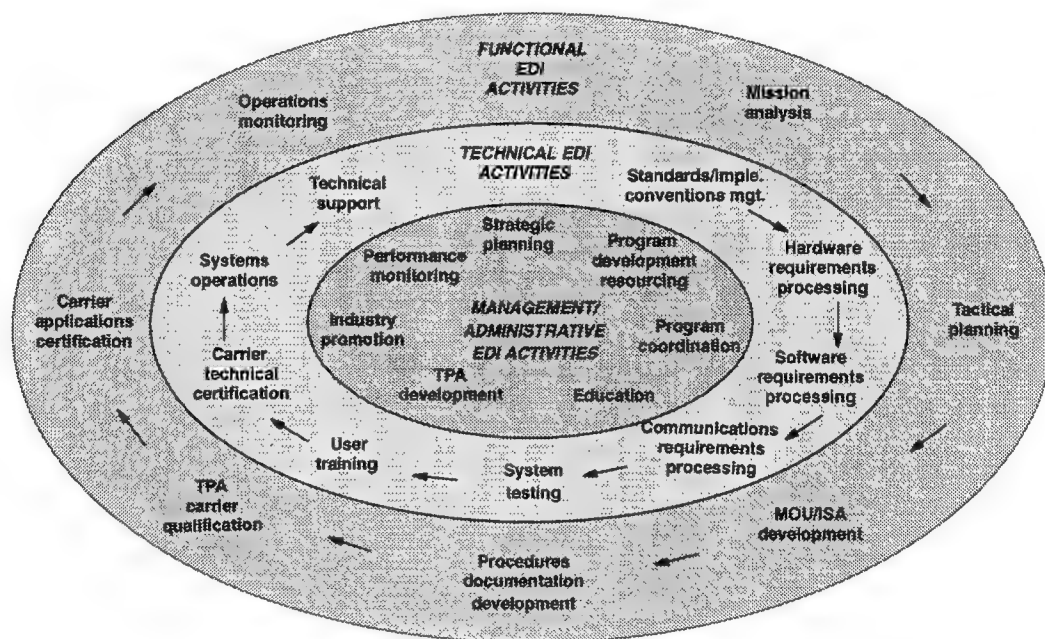 FUNCTIONAL
EDI
ACTIVITIES
Operations
monitoring
Mission
analysis
TECHNICAL EDI
ACTIVITIES
Technical
support
Standards/Imple.
conventions mgt.
Strategic
planning
Performance
monitoring
Program
development
resourcing
Systems
operations
Hardware
requirements
processing
Carrier
applications
certification
Industry
promotion
MANAGEMENT/
ADMINISTRATIVE
EDI ACTIVITIES
Program
coordination
Tactical
planning
Carrier
technical
certification
TPA
development
Education
Software
requirements
processing
User
training
System
testing
Communications
requirements
processing
TPA
carrier
qualification
MOU/ISA
development
Procedures
documentation
development